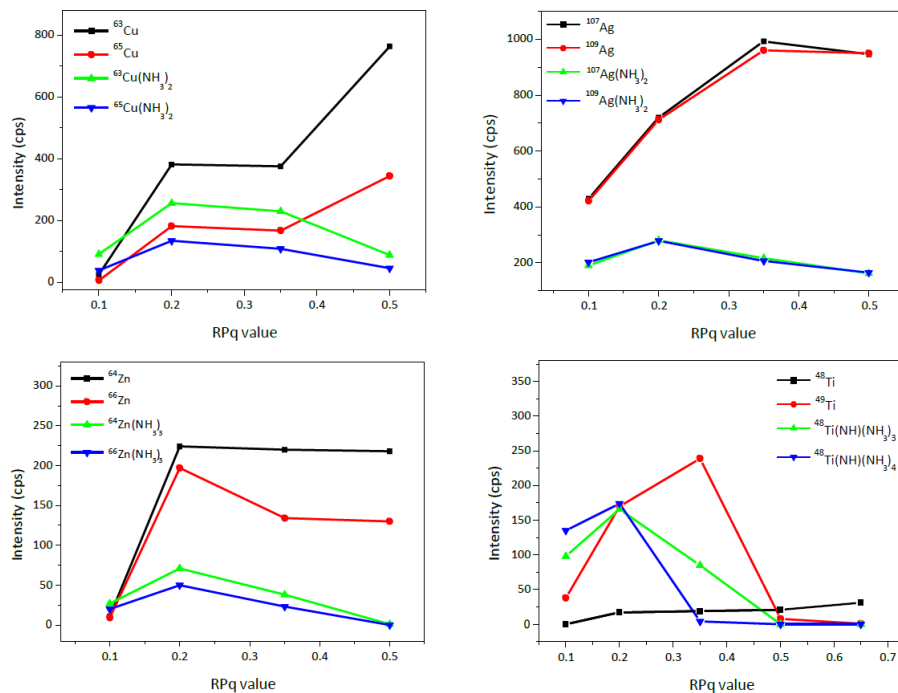 ⁶³Cu
⁶⁵Cu
⁶³Cu(NH₃)₂
⁶⁵Cu(NH₃)₂
Intensity (cps)
800
600
400
200
0
0.1 0.2 0.3 0.4 0.5
RPq value
¹⁰⁷Ag
¹⁰⁹Ag
¹⁰⁷Ag(NH₃)₂
¹⁰⁹Ag(NH₃)₂
Intensity (cps)
1000
800
600
400
200
0.1 0.2 0.3 0.4 0.5
RPq value
⁶⁴Zn
⁶⁶Zn
⁶⁴Zn(NH₃)₃
⁶⁶Zn(NH₃)₃
Intensity (cps)
300
250
200
150
100
50
0
0.1 0.2 0.3 0.4 0.5
RPq value
⁴⁸Ti
⁴⁹Ti
⁴⁸Ti(NH)(NH₃)₃
⁴⁸Ti(NH)(NH₃)₄
Intensity (cps)
350
300
250
200
150
100
50
0
0.1 0.2 0.3 0.4 0.5 0.6 0.7
RPq value